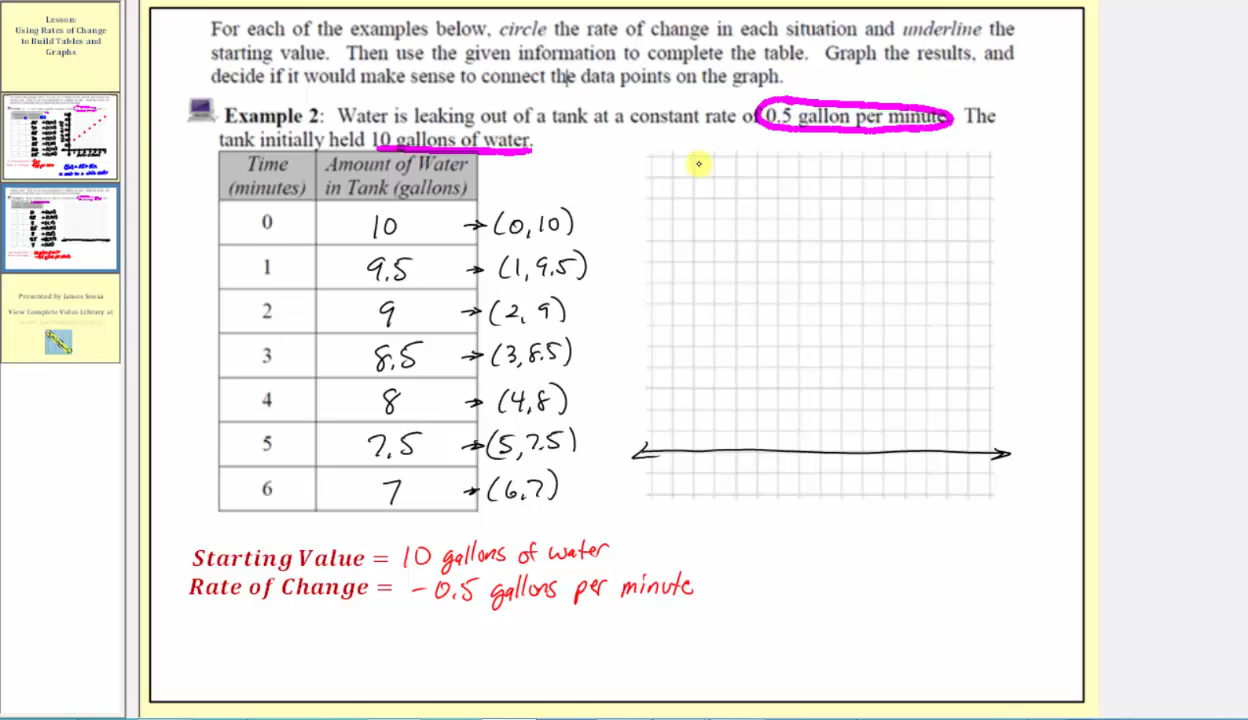 Lesson:
Using Rates of Change
to Build Tables and
Graphs
Presented by James Sousa
View Complete Video Library at
For each of the examples below, circle the rate of change in each situation and underline the
starting value. Then use the given information to complete the table. Graph the results, and
decide if it would make sense to connect the data points on the graph.
Example 2: Water is leaking out of a tank at a constant rate of 0.5 gallon per minute. The
tank initially held 10 gallons of water.
Time (minutes) Amount of Water in Tank (gallons)
0 10 → (0,10)
1 9.5 → (1, 9.5)
2 9 → (2, 9)
3 8.5 → (3, 8.5)
4 8 → (4,8)
5 7.5 → (5,7.5)
6 7 → (6,7)
Starting Value = 10 gallons of water
Rate of Change = -0.5 gallons per minute